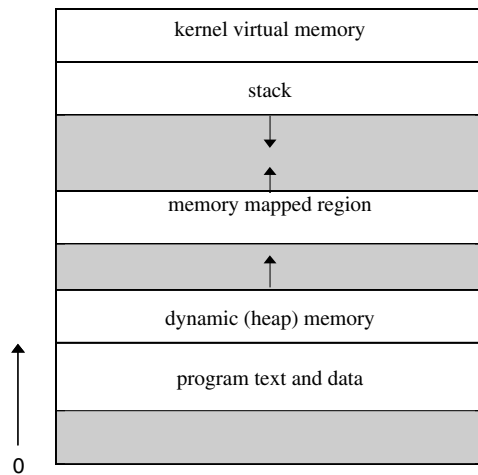 kernel virtual memory
stack
memory mapped region
dynamic (heap) memory
program text and data
0